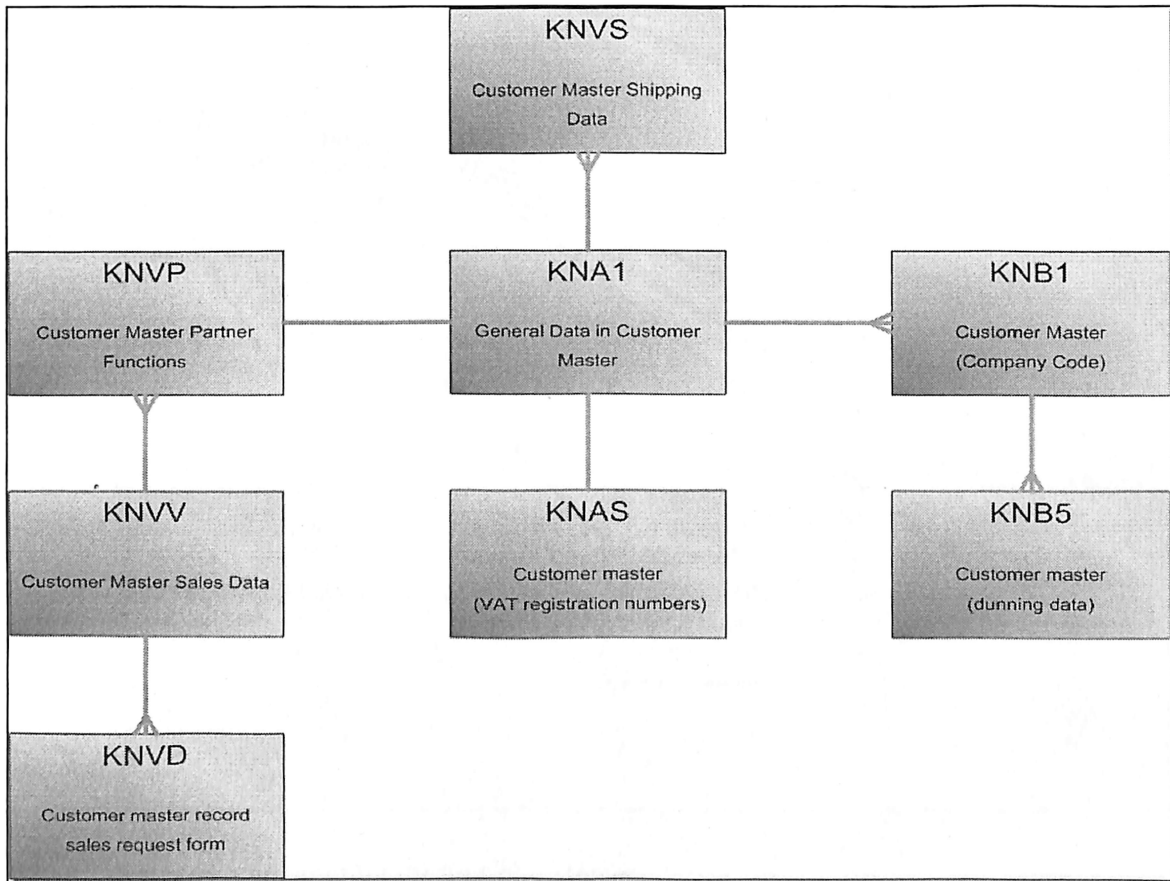 KNVS
Customer Master Shipping
Data
KNVP
Customer Master Partner
Functions
KNA1
General Data in Customer
Master
KNB1
Customer Master
(Company Code)
KNVV
Customer Master Sales Data
KNAS
Customer master
(VAT registration numbers)
KNB5
Customer master
(dunning data)
KNVD
Customer master record
sales request form